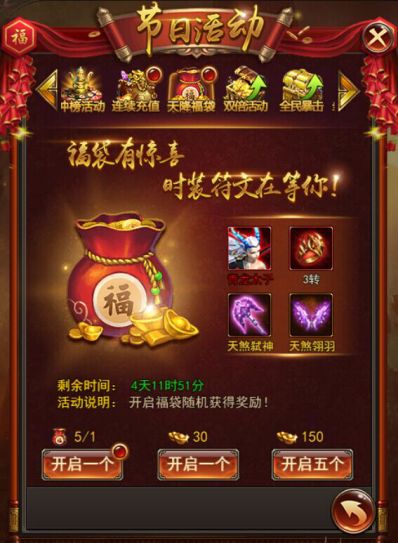 节日活动
福
冲榜活动 连续充值 天降福袋 双倍活动 全民暴击
福袋有惊喜
时装符文在等你！
福
3转
天煞弑神 天煞翎羽
剩余时间： 4天11时51分
活动说明： 开启福袋随机获得奖励！
5/1 30 150
开启一个 开启一个 开启五个